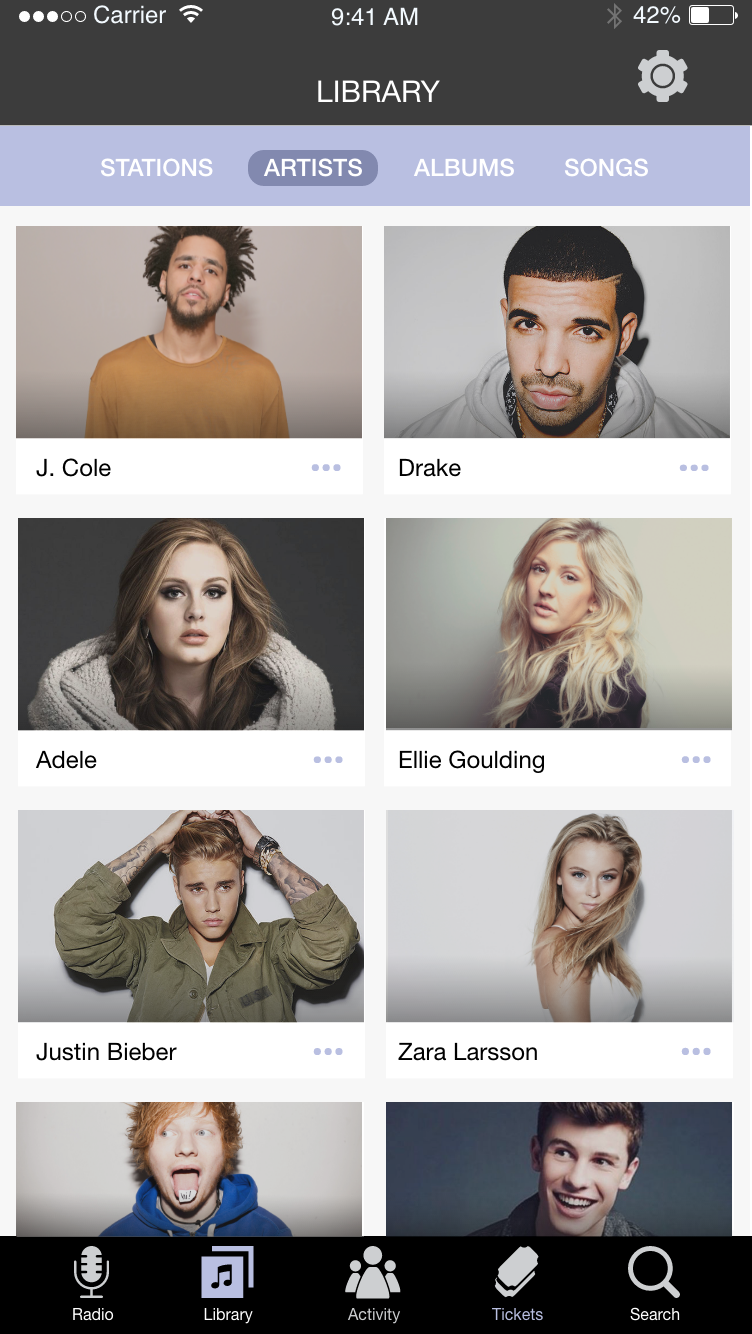 Carrier 9:41 AM 42%
LIBRARY
STATIONS ARTISTS ALBUMS SONGS
J. Cole Drake
Adele Ellie Goulding
Justin Bieber Zara Larsson
Radio Library Activity Tickets Search